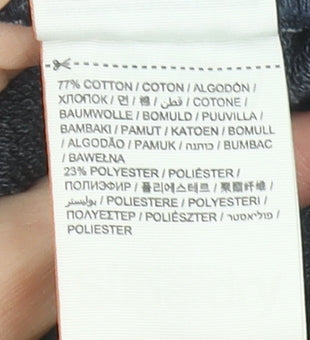 77% COTTON / COTON / ALGODÓN /
ХЛОПОК / 면 / 棉 / قطن / COTONE /
BAUMWOLLE / BOMULD / PUUVILLA /
BAMBAKI / PAMUT / KATOEN / BOMULL
/ ALGODÃO / PAMUK / כותנה / BUMBAC
/ BAWEŁNA
23% POLYESTER / POLIÉSTER /
ПОЛИЭФИР / 폴리에스테르 / 聚酯纤维 /
بوليستر / POLIESTERE / POLYESTERI /
ΠΟΛΥΕΣΤΕΡ / POLIÉSZTER / פוליאסטר /
POLIESTER